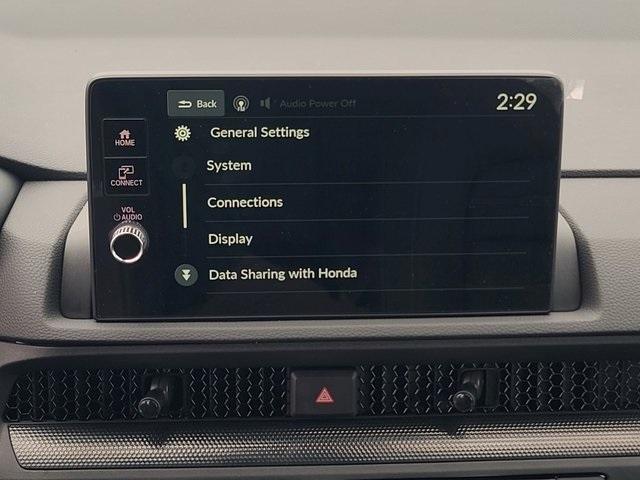 Back
Audio Power Off
2:29
General Settings
HOME
System
CONNECT
Connections
VOL
AUDIO
Display
Data Sharing with Honda